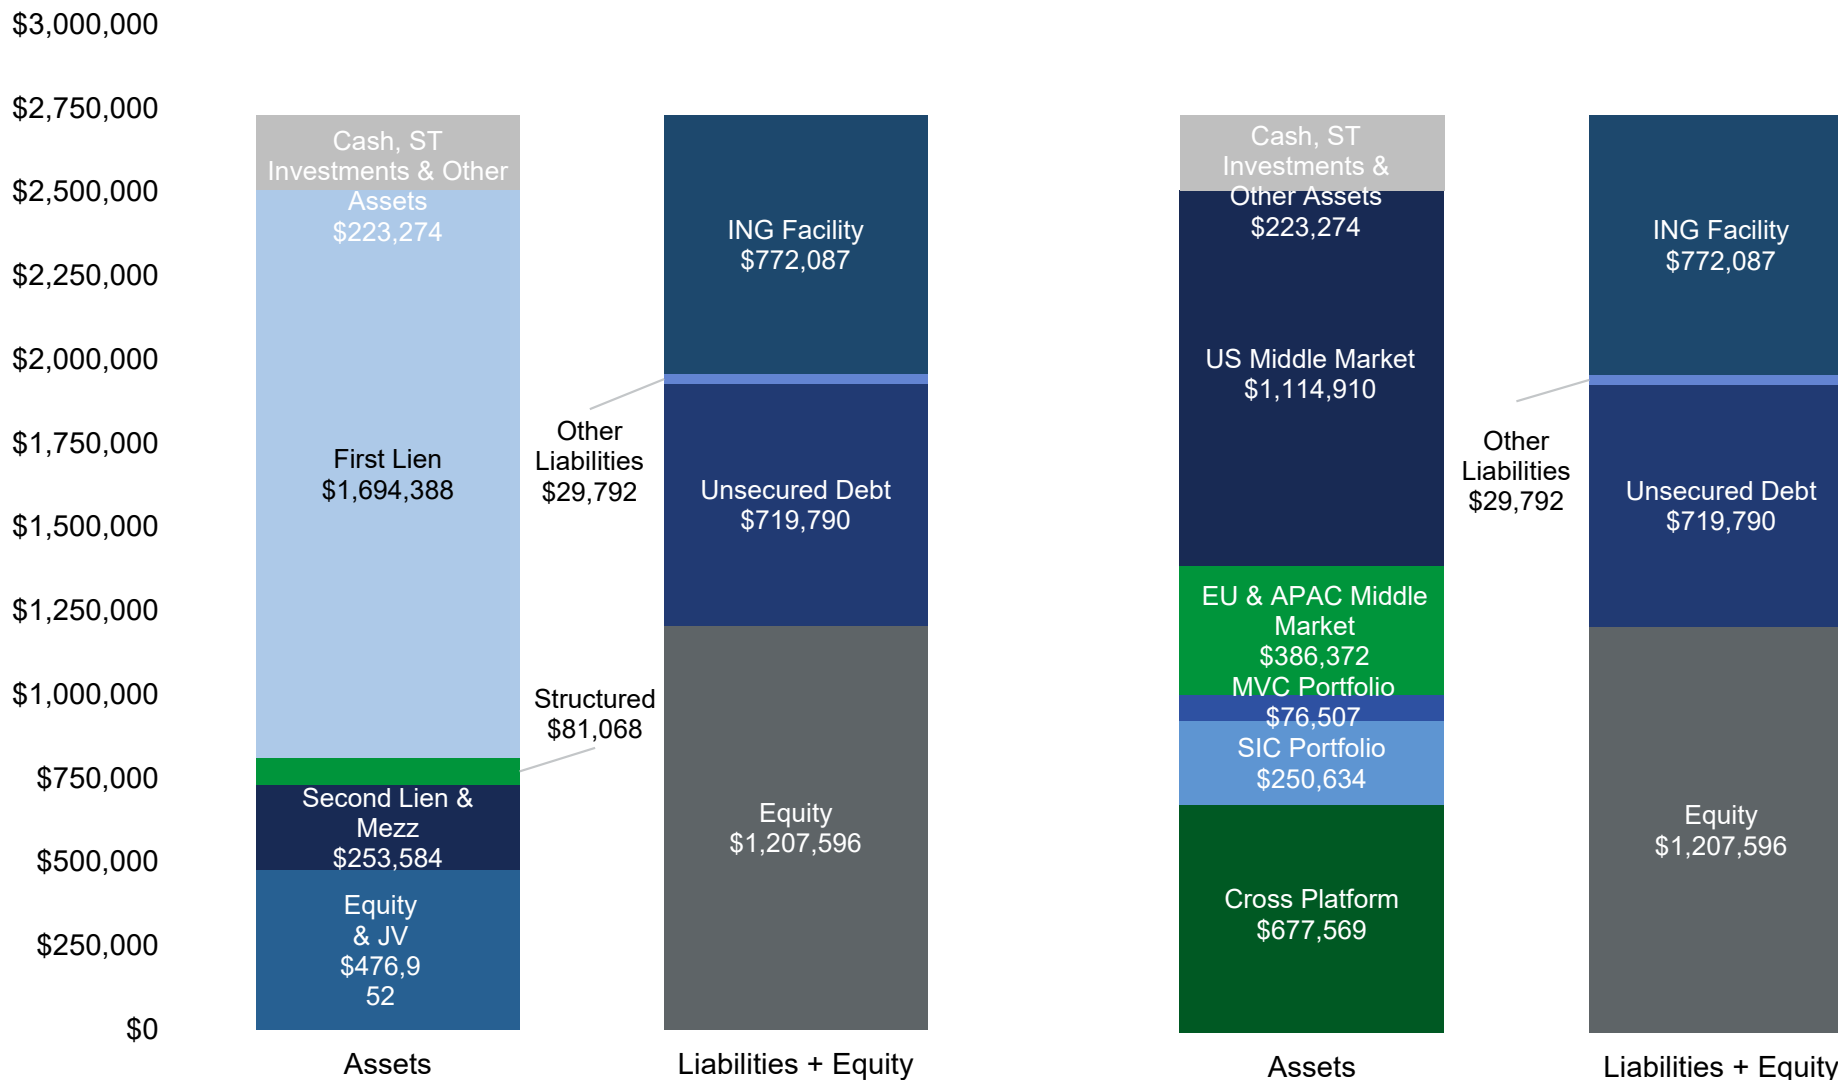 $3,000,000
$2,750,000
$2,500,000
$2,250,000
$2,000,000
$1,750,000
$1,500,000
$1,250,000
$1,000,000
$750,000
$500,000
$250,000
$0
Cash, ST
Investments & Other
Assets
$223,274
First Lien
$1,694,388
Structured
$81,068
Second Lien &
Mezz
$253,584
Equity
& JV
$476,9
52
Assets
ING Facility
$772,087
Other
Liabilities
$29,792
Unsecured Debt
$719,790
Equity
$1,207,596
Liabilities + Equity
Cash, ST
Investments &
Other Assets
$223,274
US Middle Market
$1,114,910
EU & APAC Middle
Market
$386,372
MVC Portfolio
$76,507
SIC Portfolio
$250,634
Cross Platform
$677,569
Assets
ING Facility
$772,087
Other
Liabilities
$29,792
Unsecured Debt
$719,790
Equity
$1,207,596
Liabilities + Equity